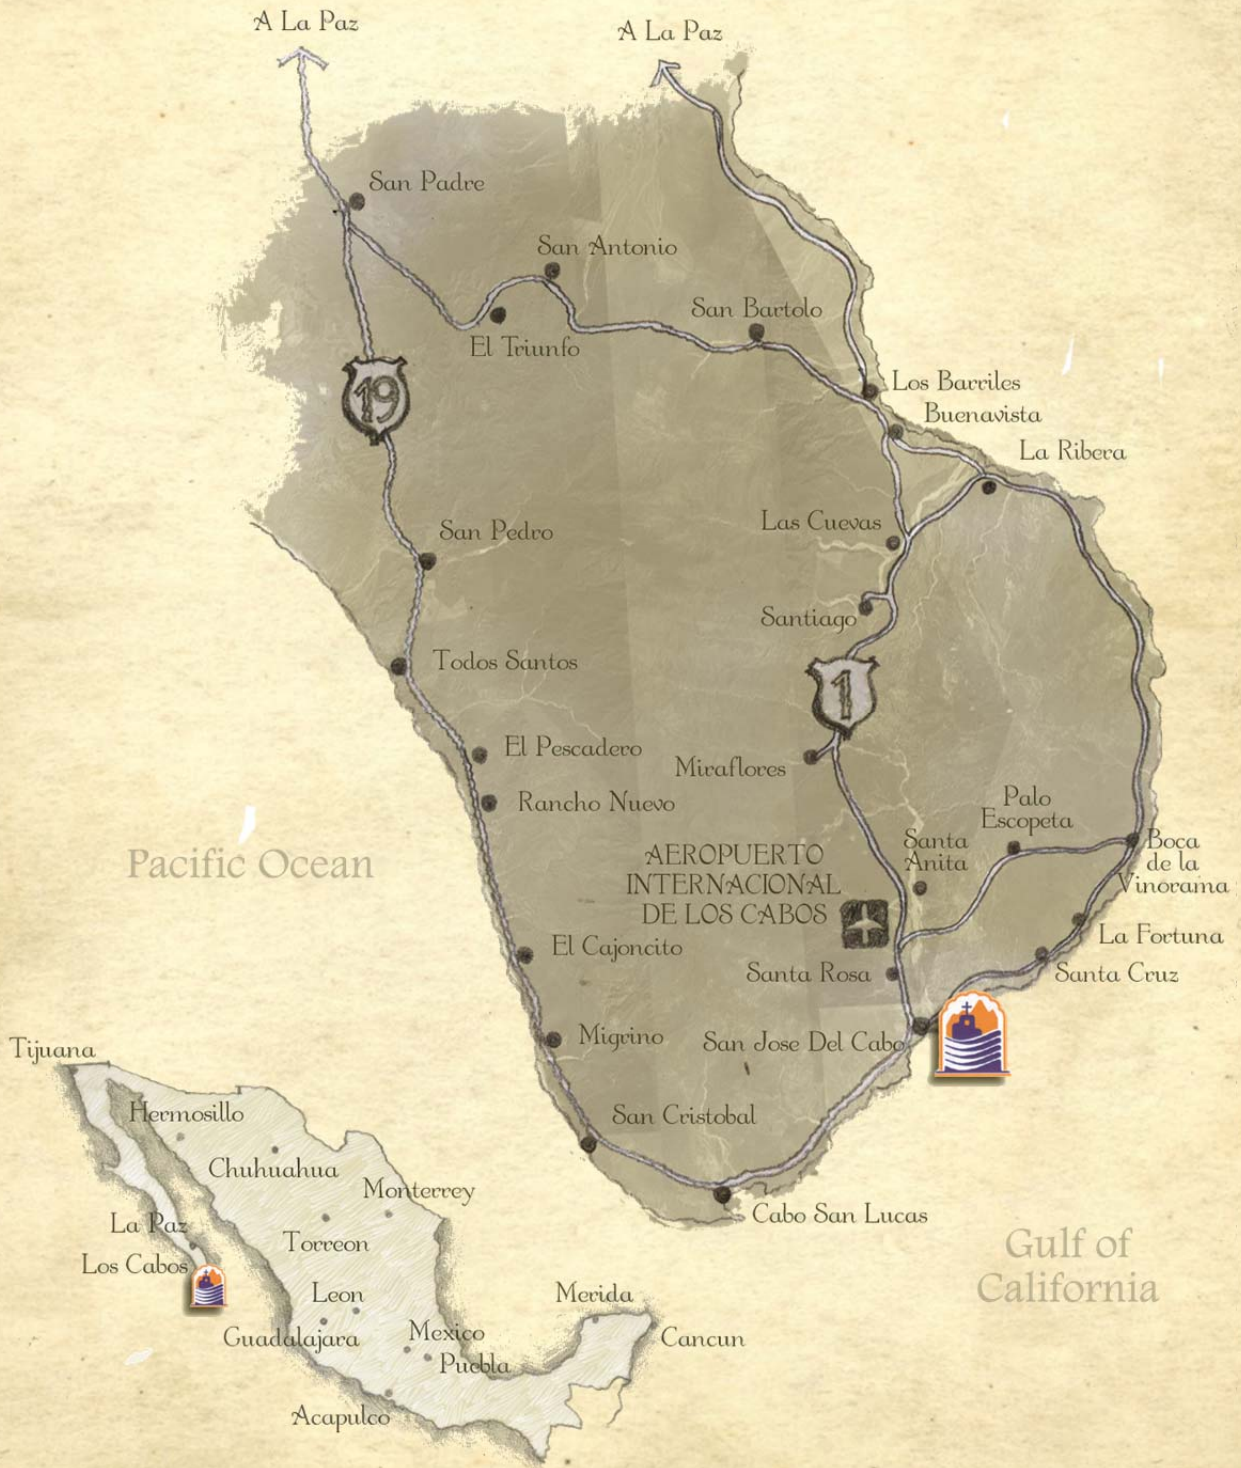 A La Paz
A La Paz
San Padre
San Antonio
San Bartolo
El Triunfo
Los Barriles
19
Buenavista
La Ribera
Las Cuevas
San Pedro
Santiago
Todos Santos
1
El Pescadero
Miraflores
Rancho Nuevo
Palo
Escopeta
Santa
Anita
Boca
de la
Vinorama
Pacific Ocean
AEROPUERTO
INTERNACIONAL
DE LOS CABOS
La Fortuna
El Cajoncito
Santa Rosa
Santa Cruz
Migrino
San Jose Del Cabo
San Cristobal
Cabo San Lucas
Gulf of
California
Tijuana
Hermosillo
Chuhuahua
Monterrey
La Paz
Torreon
Los Cabos
Leon
Merida
Guadalajara
Mexico
Cancun
Puebla
Acapulco